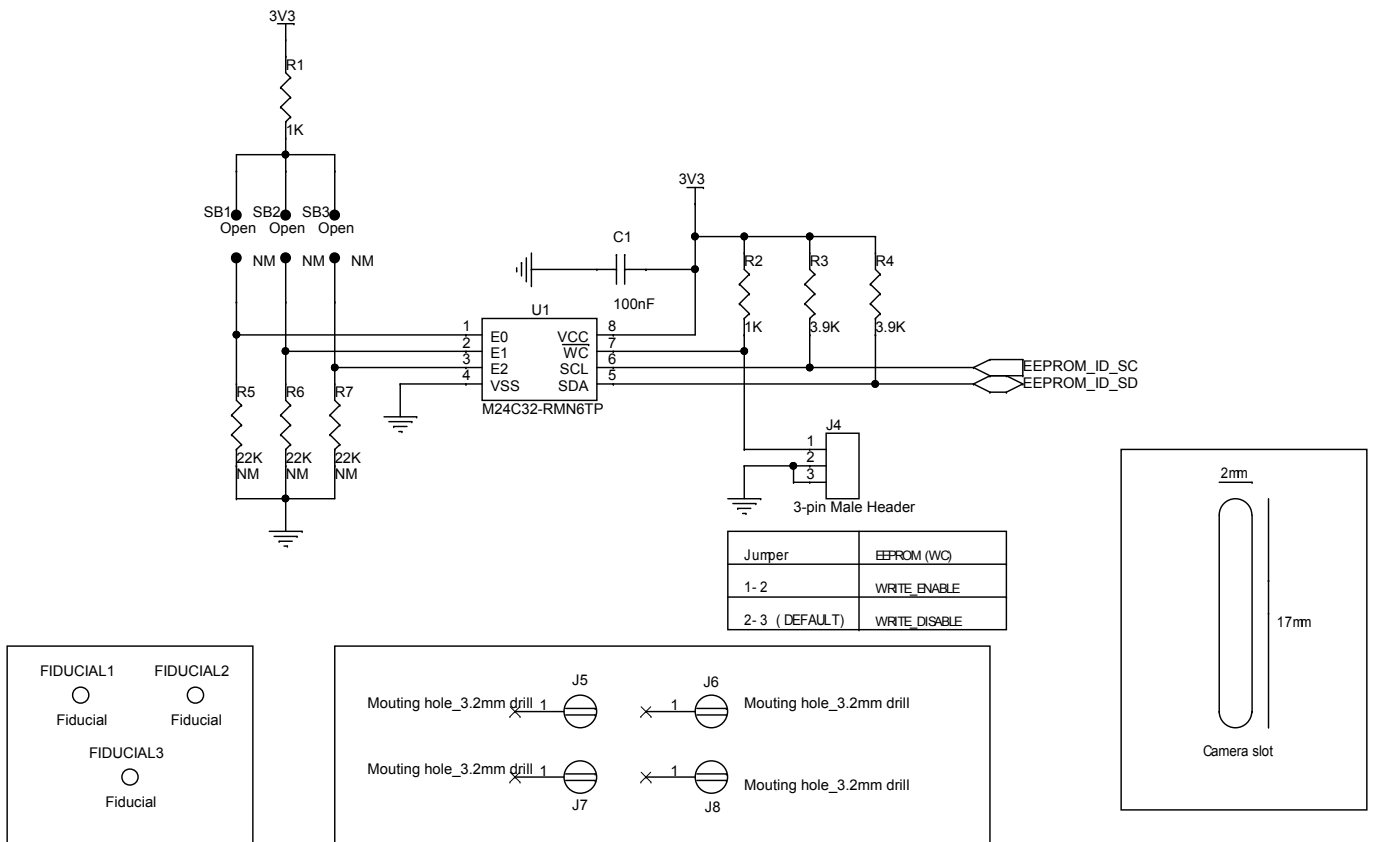 3V3
R1
1K
SB1 SB2 SB3
Open Open Open
NM NM NM
3V3
C1
100nF
R2 R3 R4
1K 3.9K 3.9K
U1
1 E0 VCC 8
2 E1 WC 7
3 E2 SCL 6
4 VSS SDA 5
M24C32-RMN6TP
EEPROM_ID_SC
EEPROM_ID_SD
R5 R6 R7
22K 22K 22K
NM NM NM
J4
1
2
3
3-pin Male Header
Jumper EEPROM (WC)
1- 2 WRITE_ENABLE
2- 3 ( DEFAULT) WRITE_DISABLE
2mm
17mm
Camera slot
FIDUCIAL1 FIDUCIAL2
Fiducial Fiducial
FIDUCIAL3
Fiducial
J5 J6
Mouting hole_3.2mm drill 1 1 Mouting hole_3.2mm drill
Mouting hole_3.2mm drill 1 1 Mouting hole_3.2mm drill
J7 J8